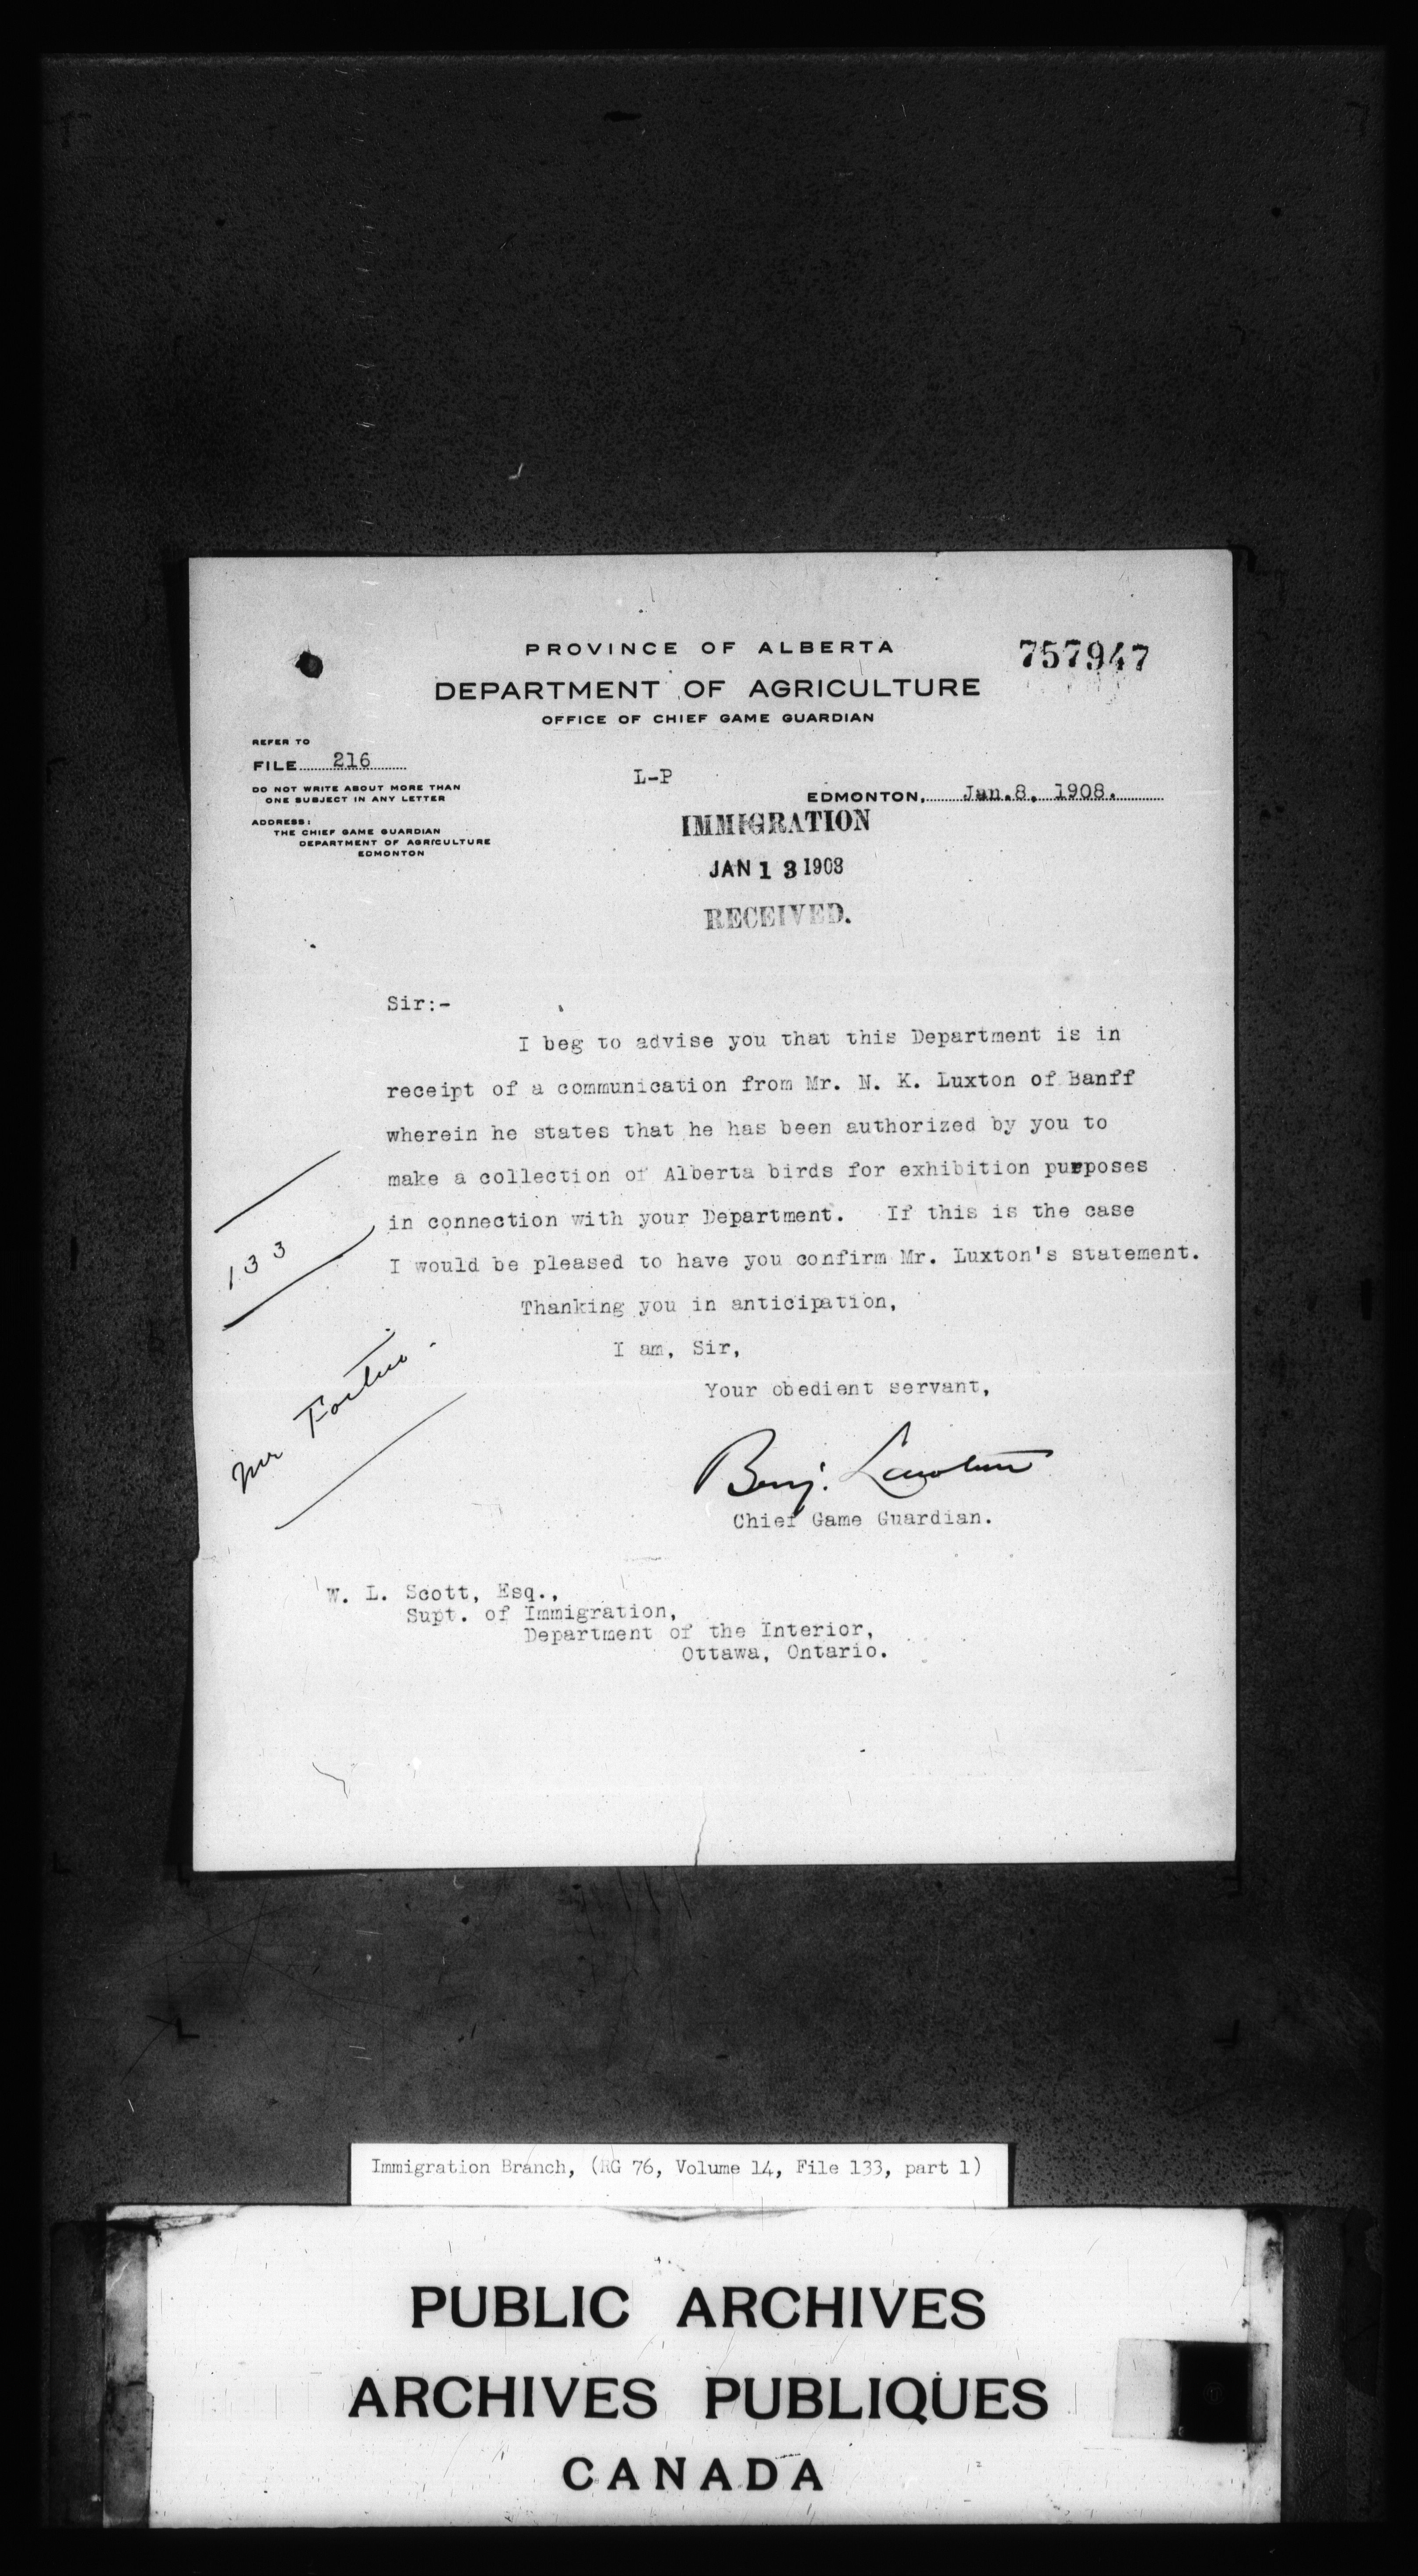 PROVINCE OF ALBERTA
757947
DEPARTMENT OF AGRICULTURE
OFFICE OF CHIEF GAME GUARDIAN
REFER TO
FILE 216
DO NOT WRITE ABOUT MORE THAN
ONE SUBJECT IN ANY LETTER
ADDRESS:
THE CHIEF GAME GUARDIAN
DEPARTMENT OF AGRICULTURE
EDMONTON
L-P
EDMONTON, Jan.8, 1908.
IMMIGRATION
JAN 13 1908
RECEIVED.
Sir:-
I beg to advise you that this Department is in
receipt of a communication from Mr. N. K. Luxton of Banff
wherein he states that he has been authorized by you to
make a collection of Alberta birds for exhibition purposes
in connection with your Department. If this is the case
I would be pleased to have you confirm Mr. Luxton's statement.
Thanking you in anticipation,
I am, Sir,
Your obedient servant,
133
Mr
Benj. Lawton
Chief Game Guardian.
W. L. Scott, Esq.,
Supt. of Immigration,
Department of the Interior,
Ottawa, Ontario.
Immigration Branch, (RG 76, Volume 14, File 133, part 1)
PUBLIC ARCHIVES
ARCHIVES PUBLIQUES
CANADA